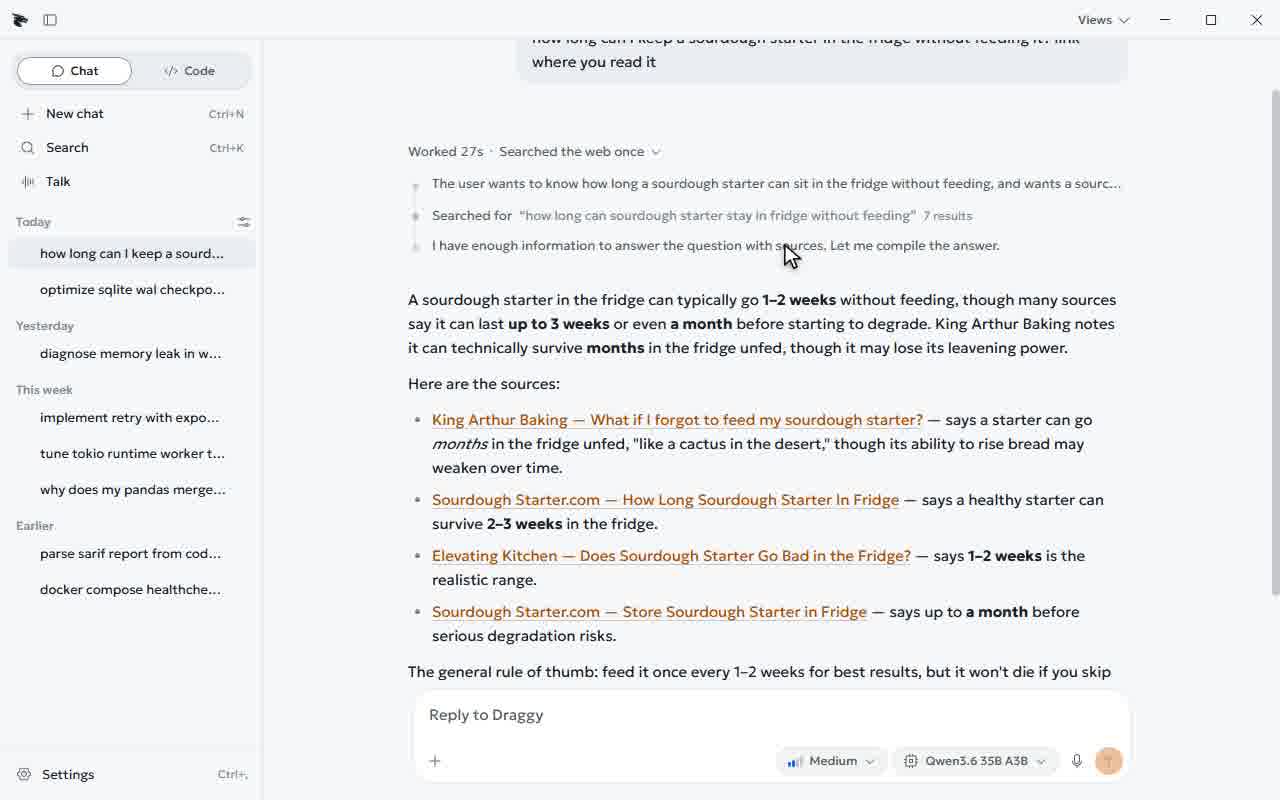 Views
Chat
Code
New chat
Ctrl+N
Search
Ctrl+K
Talk
Today
how long can I keep a sourd...
optimize sqlite wal checkpo...
Yesterday
diagnose memory leak in w...
This week
implement retry with expo...
tune tokio runtime worker t...
why does my pandas merge...
Earlier
parse sarif report from cod...
docker compose healthche...
Settings
Ctrl+,
how long can I keep a sourdough starter in the fridge without feeding it? link
where you read it
Worked 27s · Searched the web once
The user wants to know how long a sourdough starter can sit in the fridge without feeding, and wants a sourc...
Searched for "how long can sourdough starter stay in fridge without feeding" 7 results
I have enough information to answer the question with sources. Let me compile the answer.
A sourdough starter in the fridge can typically go 1–2 weeks without feeding, though many sources
say it can last up to 3 weeks or even a month before starting to degrade. King Arthur Baking notes
it can technically survive months in the fridge unfed, though it may lose its leavening power.
Here are the sources:
King Arthur Baking — What if I forgot to feed my sourdough starter? — says a starter can go
months in the fridge unfed, "like a cactus in the desert," though its ability to rise bread may
weaken over time.
Sourdough Starter.com — How Long Sourdough Starter In Fridge — says a healthy starter can
survive 2–3 weeks in the fridge.
Elevating Kitchen — Does Sourdough Starter Go Bad in the Fridge? — says 1–2 weeks is the
realistic range.
Sourdough Starter.com — Store Sourdough Starter in Fridge — says up to a month before
serious degradation risks.
The general rule of thumb: feed it once every 1–2 weeks for best results, but it won't die if you skip
Reply to Draggy
Medium
Qwen3.6 35B A3B